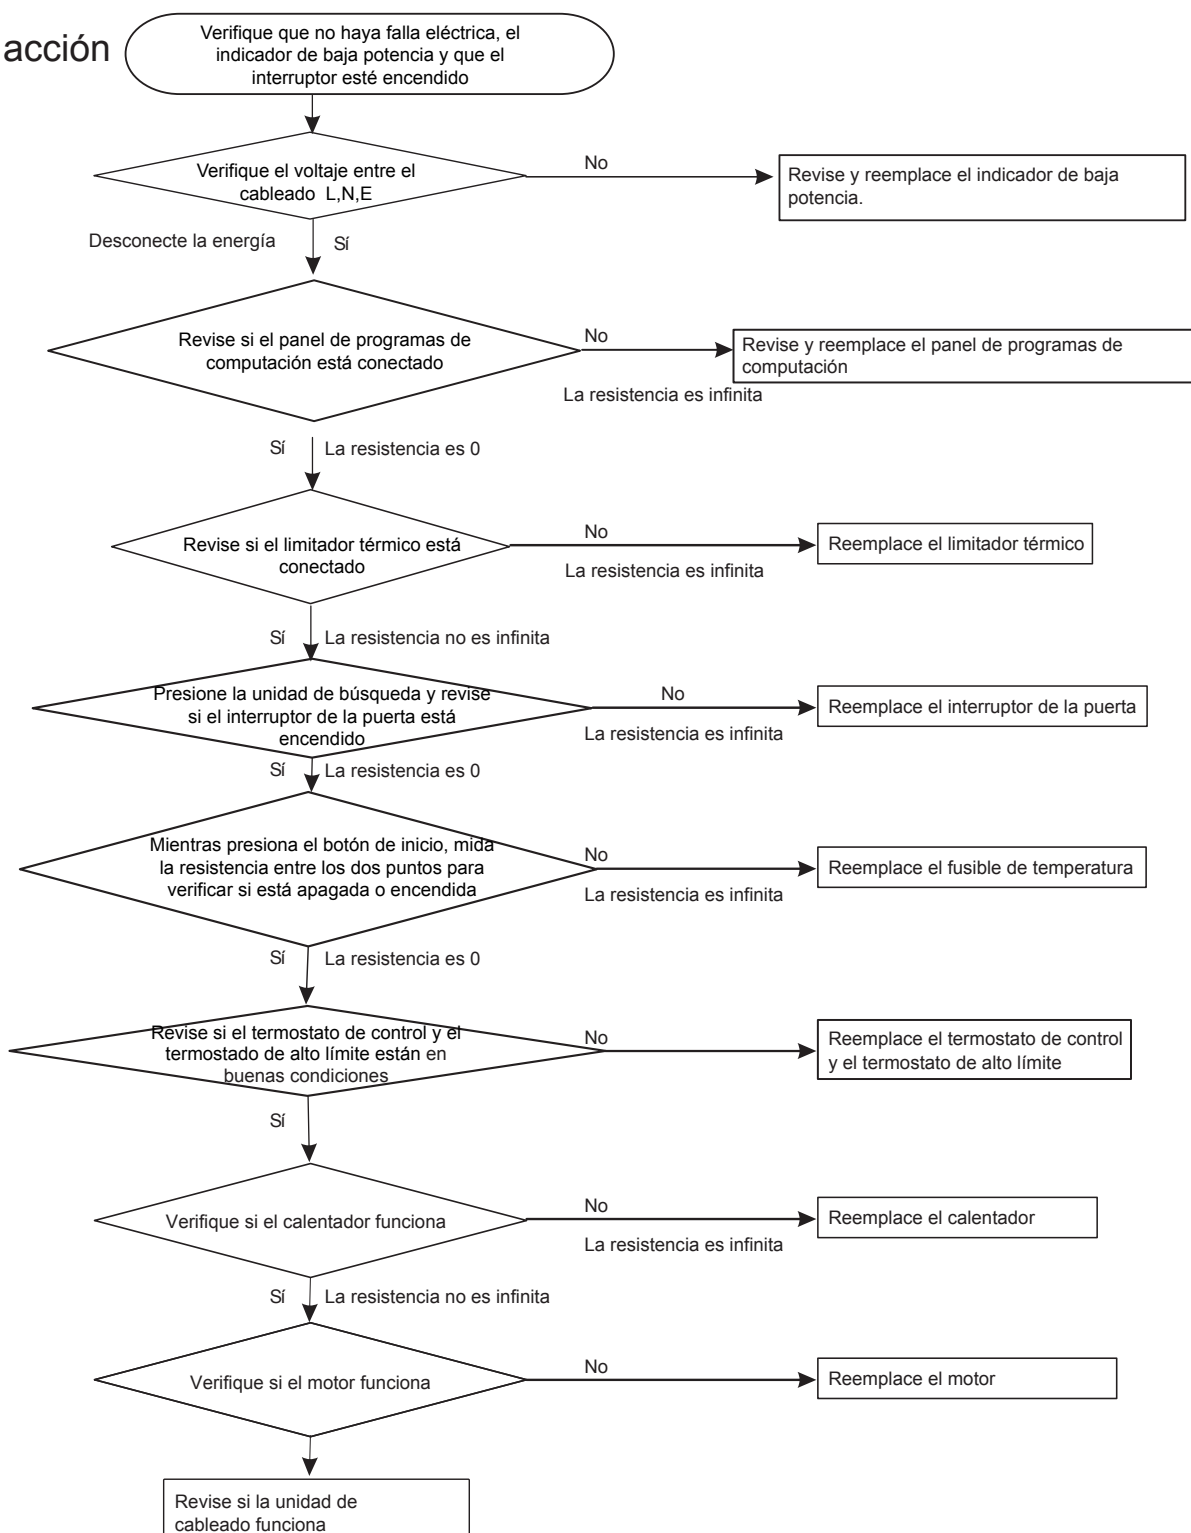 acción
Verifique que no haya falla eléctrica, el
indicador de baja potencia y que el
interruptor esté encendido
Verifique el voltaje entre el
cableado L,N,E
No
Revise y reemplace el indicador de baja
potencia.
Desconecte la energía
Sí
Revise si el panel de programas de
computación está conectado
No
Revise y reemplace el panel de programas de
computación
La resistencia es infinita
Sí
La resistencia es 0
Revise si el limitador térmico está
conectado
No
Reemplace el limitador térmico
La resistencia es infinita
Sí
La resistencia no es infinita
Presione la unidad de búsqueda y revise
si el interruptor de la puerta está
encendido
No
Reemplace el interruptor de la puerta
La resistencia es infinita
Sí
La resistencia es 0
Mientras presiona el botón de inicio, mida
la resistencia entre los dos puntos para
verificar si está apagada o encendida
No
Reemplace el fusible de temperatura
La resistencia es infinita
Sí
La resistencia es 0
Revise si el termostato de control y el
termostado de alto límite están en
buenas condiciones
No
Reemplace el termostato de control
y el termostato de alto límite
Sí
Verifique si el calentador funciona
No
Reemplace el calentador
La resistencia es infinita
Sí
La resistencia no es infinita
Verifique si el motor funciona
No
Reemplace el motor
Revise si la unidad de
cableado funciona